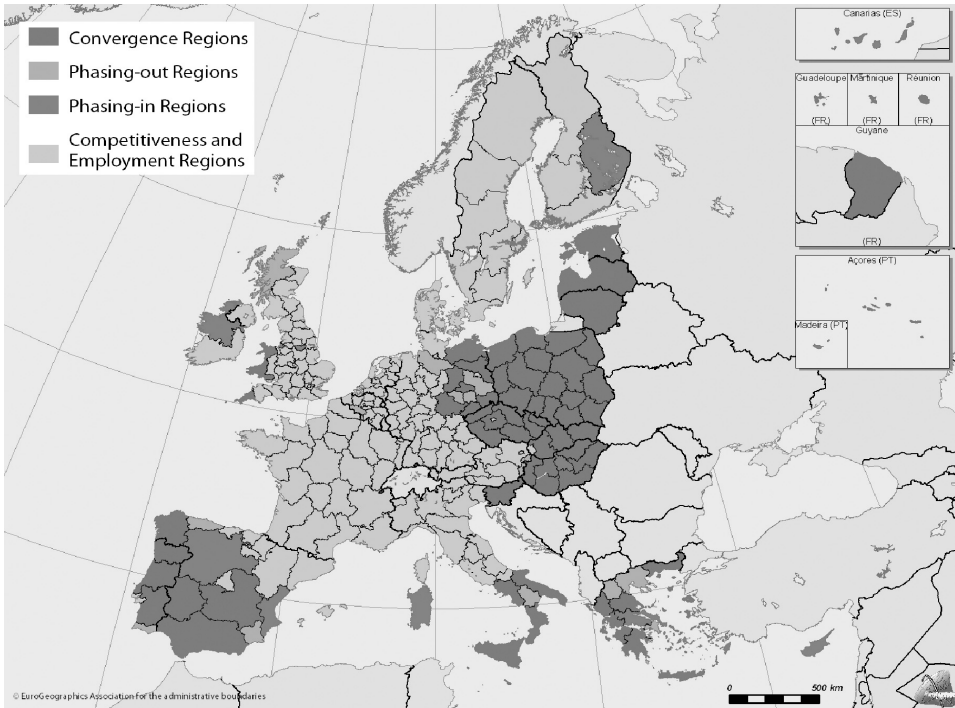 Convergence Regions
Phasing-out Regions
Phasing-in Regions
Competitiveness and
Employment Regions
Canarias (ES)
Guadeloupe
Martinique
Réunion
(FR)
(FR)
(FR)
Guyane
(FR)
Açores (PT)
Madeira (PT)
© EuroGeographics Association for the administrative boundaries
0
500 km